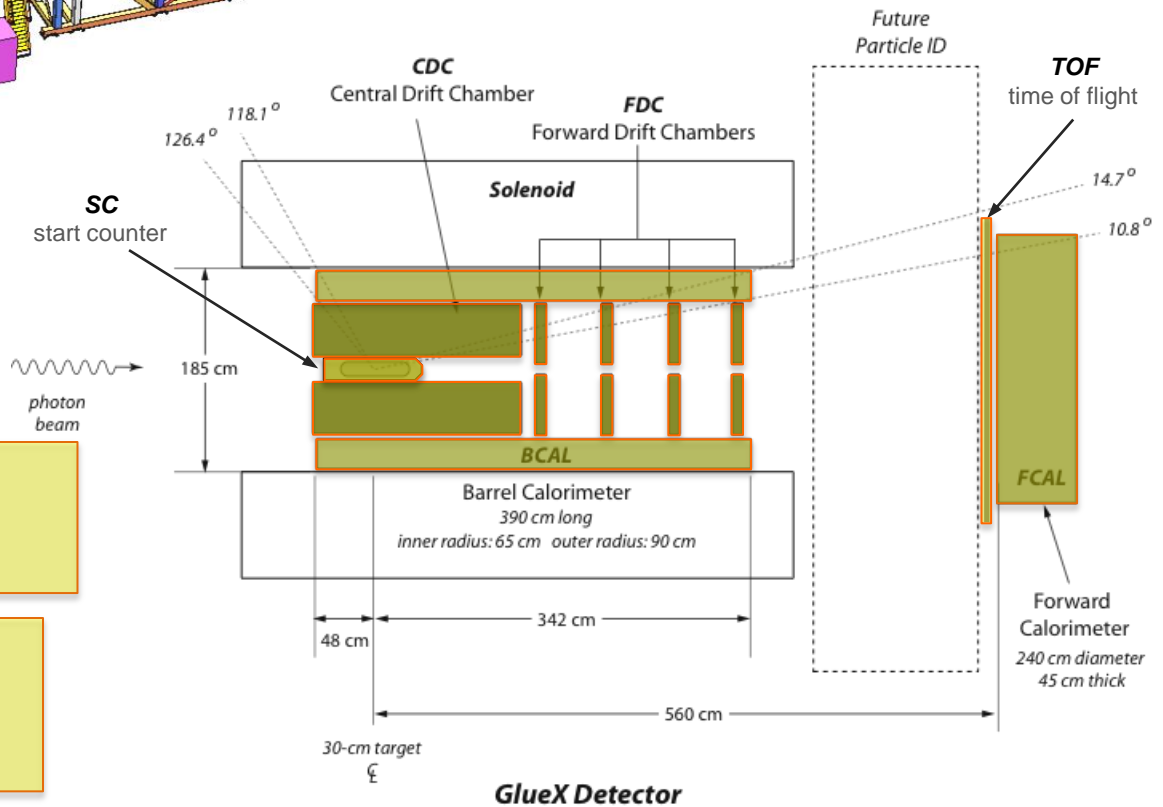 Future
Particle ID
TOF
time of flight
CDC
Central Drift Chamber
FDC
Forward Drift Chambers
118.1°
126.4°
14.7°
10.8°
Solenoid
SC
start counter
185 cm
photon
beam
BCAL
Barrel Calorimeter
390 cm long
inner radius: 65 cm outer radius: 90 cm
FCAL
Forward
Calorimeter
240 cm diameter
45 cm thick
342 cm
48 cm
560 cm
30-cm target
℄
GlueX Detector